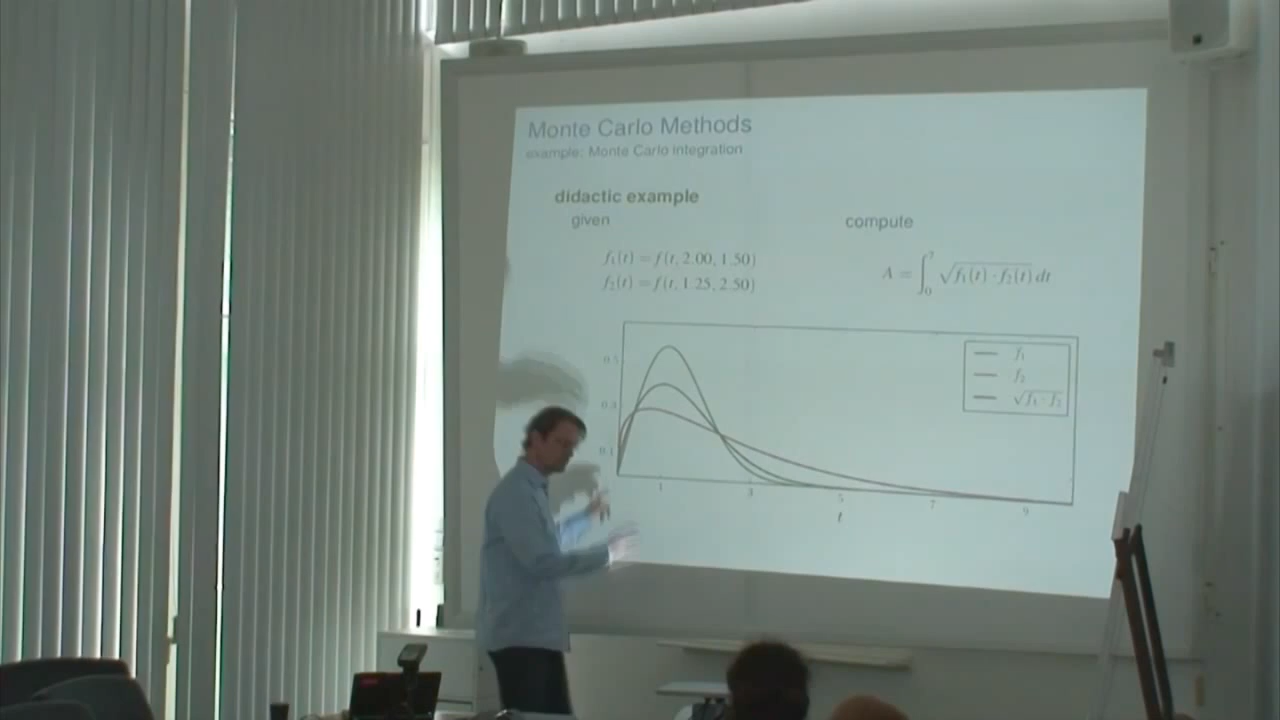 Monte Carlo Methods
example: Monte Carlo Integration
didactic example
given
compute
f₁(t) = f(t, 2.00, 1.50)
f₂(t) = f(t, 1.25, 2.50)
A = ∫₀ √f₁(t) · f₂(t) dt
f₁
f₂
√f₁ · f₂
0.5
0.3
0.1
1 3 5 7 9
t